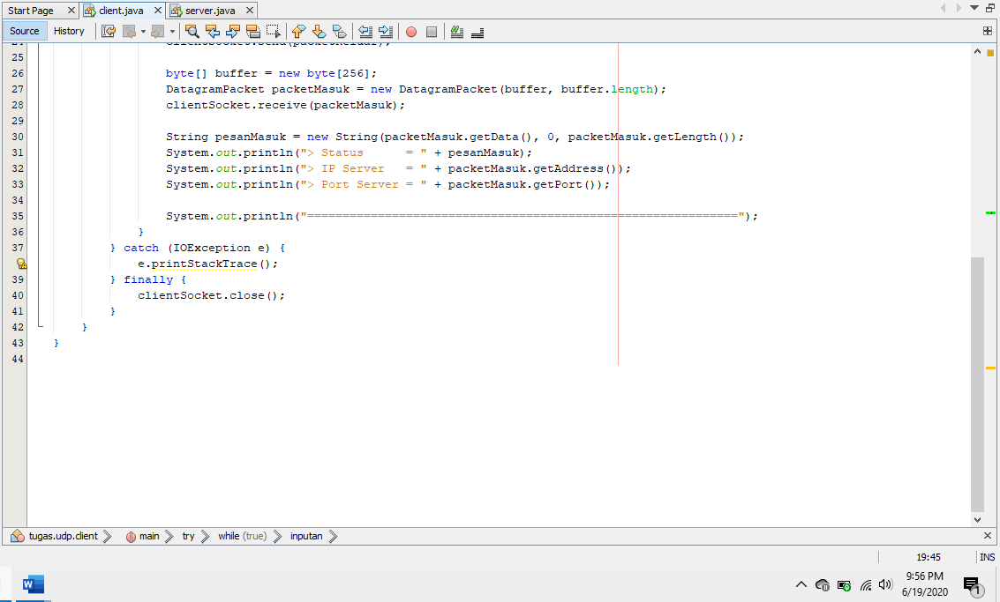 Start Page client.java server.java
Source History
24 clientSocket.send(packetKeluar);
25
26 byte[] buffer = new byte[256];
27 DatagramPacket packetMasuk = new DatagramPacket(buffer, buffer.length);
28 clientSocket.receive(packetMasuk);
29
30 String pesanMasuk = new String(packetMasuk.getData(), 0, packetMasuk.getLength());
31 System.out.println("> Status      = " + pesanMasuk);
32 System.out.println("> IP Server   = " + packetMasuk.getAddress());
33 System.out.println("> Port Server = " + packetMasuk.getPort());
34
35 System.out.println("=============================================================");
36 }
37 } catch (IOException e) {
e.printStackTrace();
39 } finally {
40 clientSocket.close();
41 }
42 }
43 }
44
tugas.udp.client main try while (true) inputan
19:45 INS
W
9:56 PM
6/19/2020
1